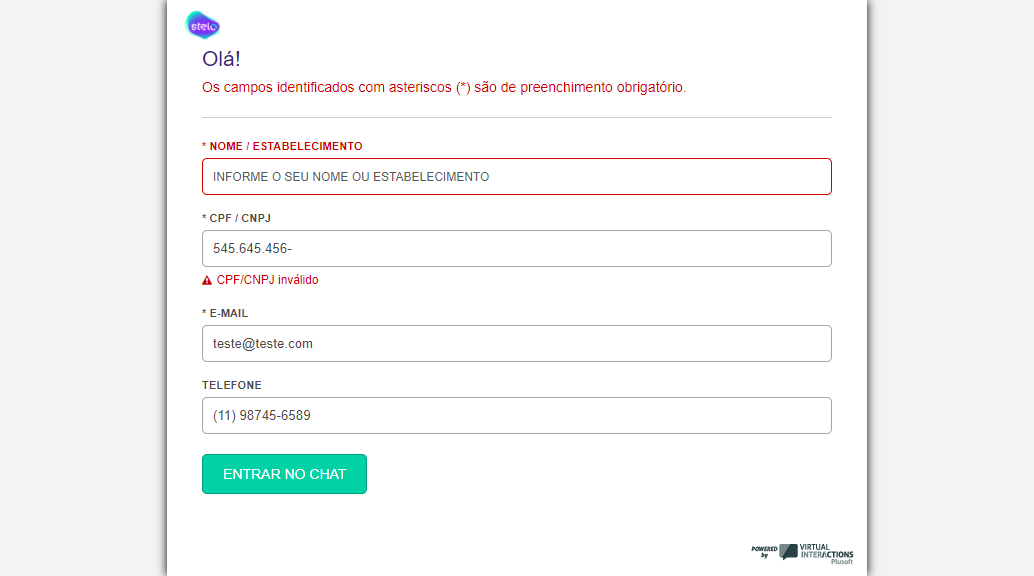 stelo
Olá!
Os campos identificados com asteriscos (*) são de preenchimento obrigatório.
* NOME / ESTABELECIMENTO
INFORME O SEU NOME OU ESTABELECIMENTO
* CPF / CNPJ
545.645.456-
CPF/CNPJ inválido
* E-MAIL
teste@teste.com
TELEFONE
(11) 98745-6589
ENTRAR NO CHAT
POWERED by
VIRTUAL
INTERACTIONS
Plusoft